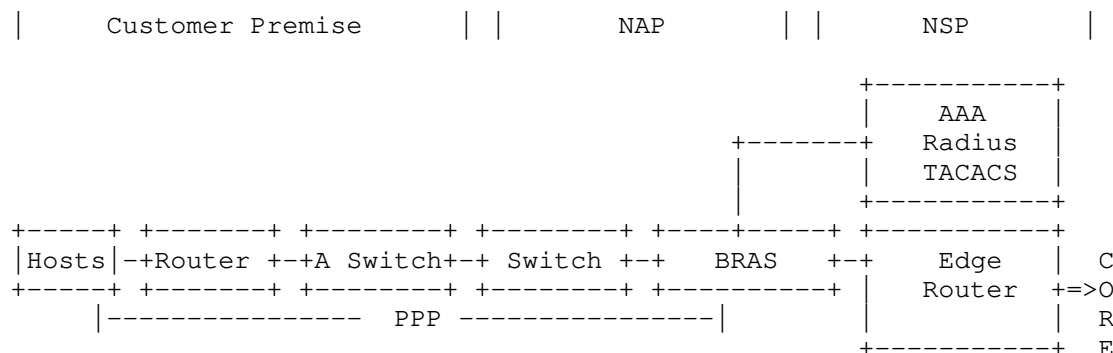 Customer Premise NAP NSP
AAA
Radius
TACACS
Hosts Router A Switch Switch BRAS Edge C
Router O
PPP R
E